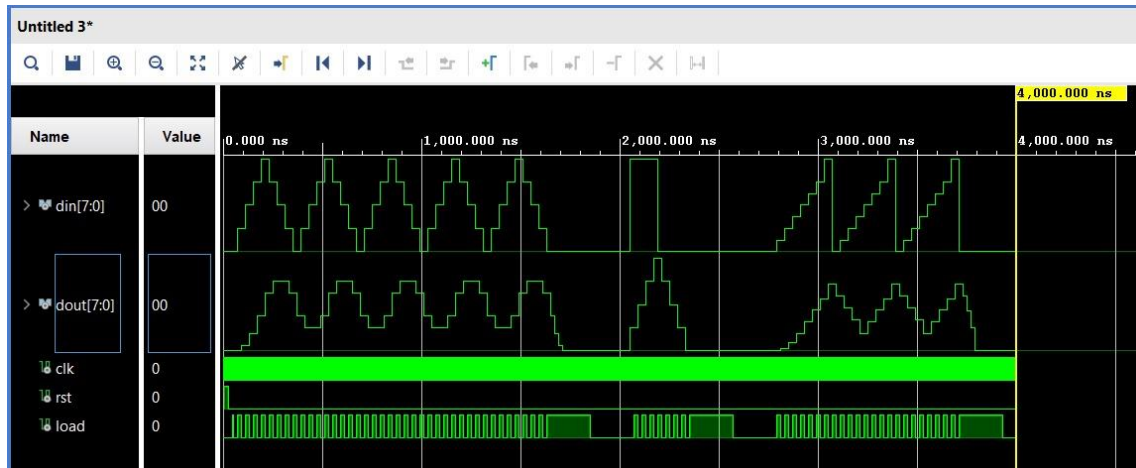 Untitled 3*
4,000.000 ns
Name Value
0.000 ns 1,000.000 ns 2,000.000 ns 3,000.000 ns 4,000.000 ns
din[7:0] 00
dout[7:0] 00
clk 0
rst 0
load 0